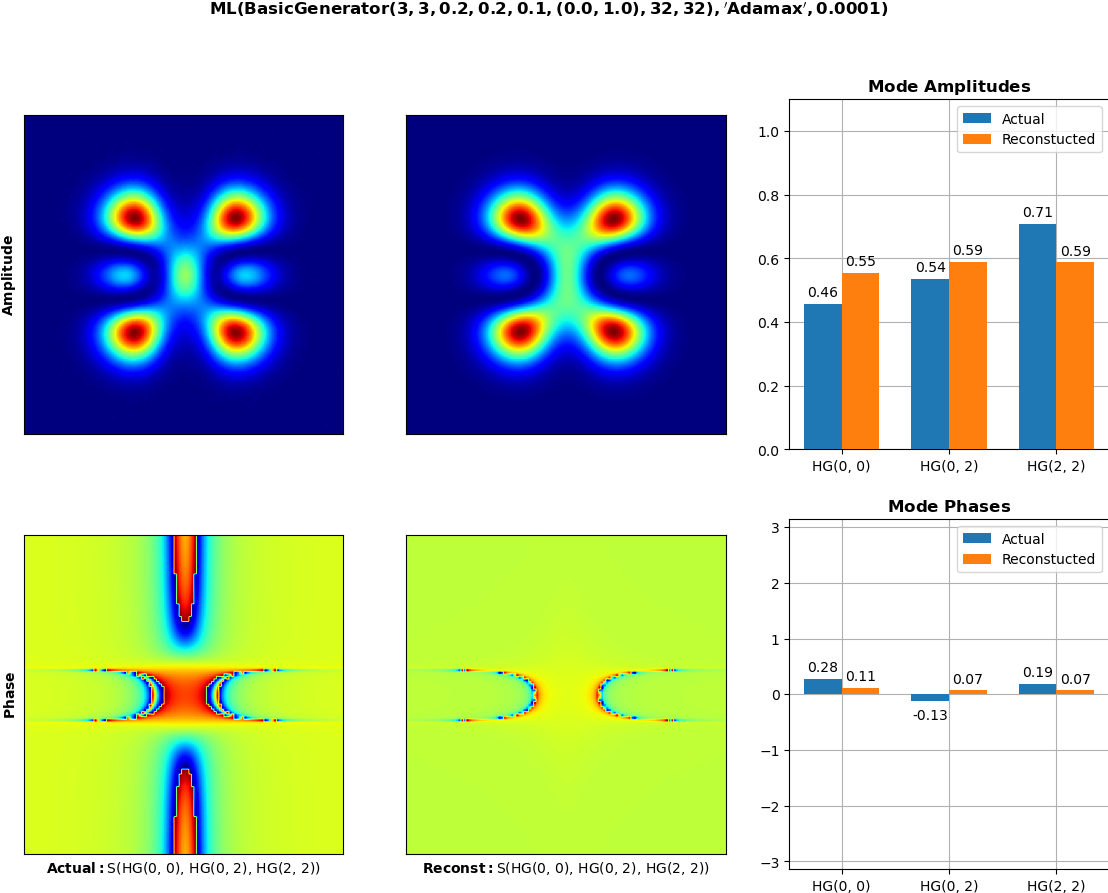 ML(BasicGenerator(3, 3, 0.2, 0.2, 0.1, (0.0, 1.0), 32, 32), ′Adamax′, 0.0001)
Amplitude
Mode Amplitudes
Actual
Reconstucted
1.0
0.8
0.6
0.4
0.2
0.0
0.46
0.55
0.54
0.59
0.71
0.59
HG(0, 0)
HG(0, 2)
HG(2, 2)
Phase
Actual: S(HG(0, 0), HG(0, 2), HG(2, 2))
Reconst: S(HG(0, 0), HG(0, 2), HG(2, 2))
Mode Phases
Actual
Reconstucted
3
2
1
0
−1
−2
−3
0.28
0.11
-0.13
0.07
0.19
0.07
HG(0, 0)
HG(0, 2)
HG(2, 2)